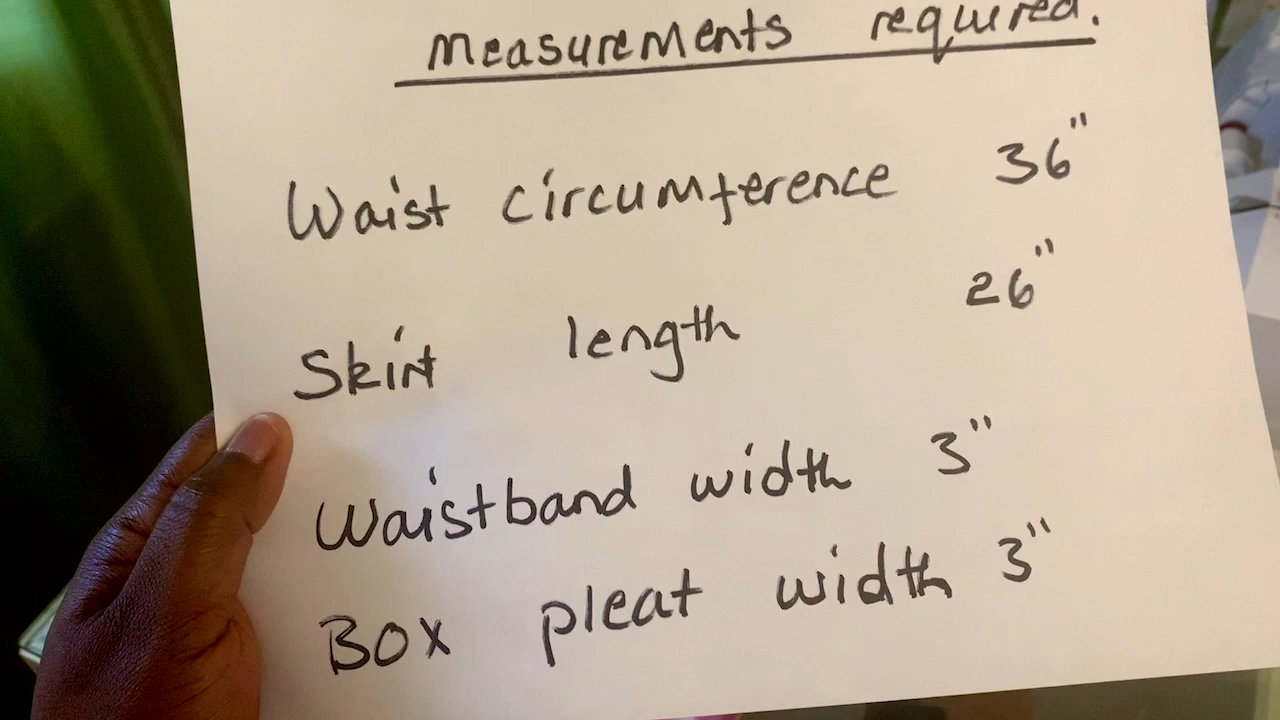 measurements required.
Waist circumference 36"
Skirt length 26"
Waistband width 3"
Box pleat width 3"